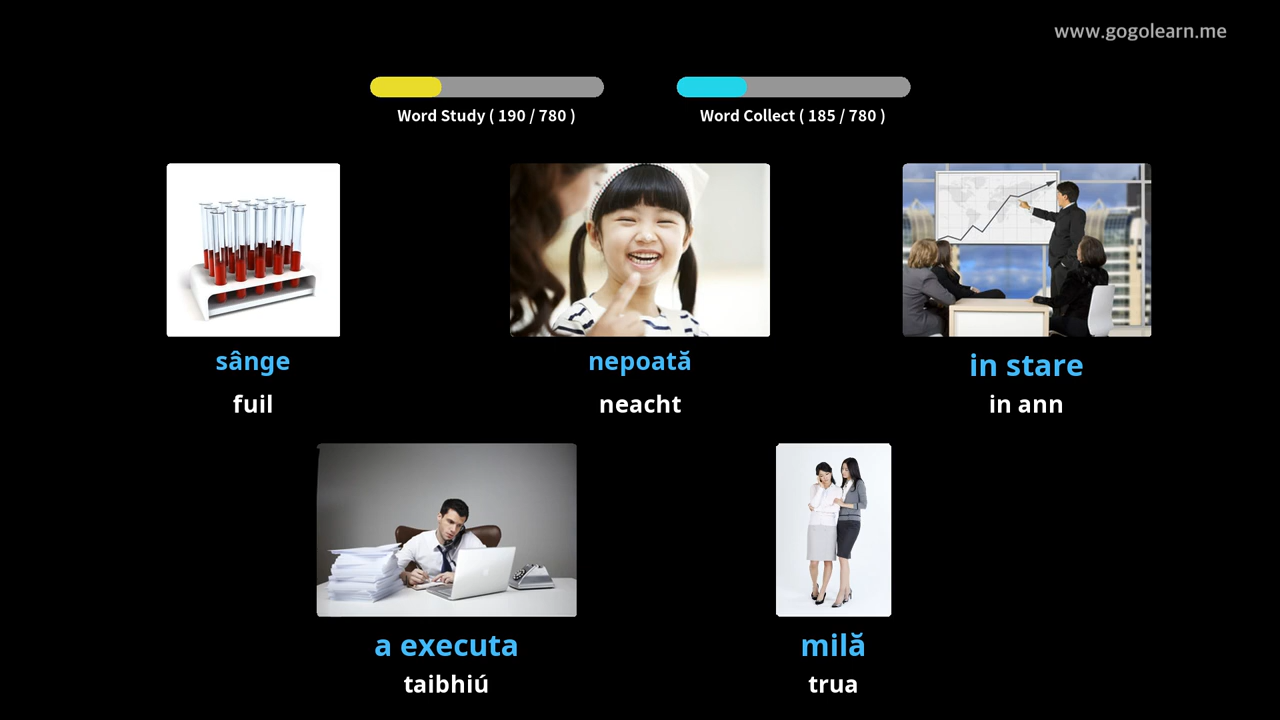 www.gogolearn.me
Word Study ( 190 / 780 )
Word Collect ( 185 / 780 )
sânge
fuil
nepoată
neacht
in stare
in ann
a executa
taibhiú
milă
trua